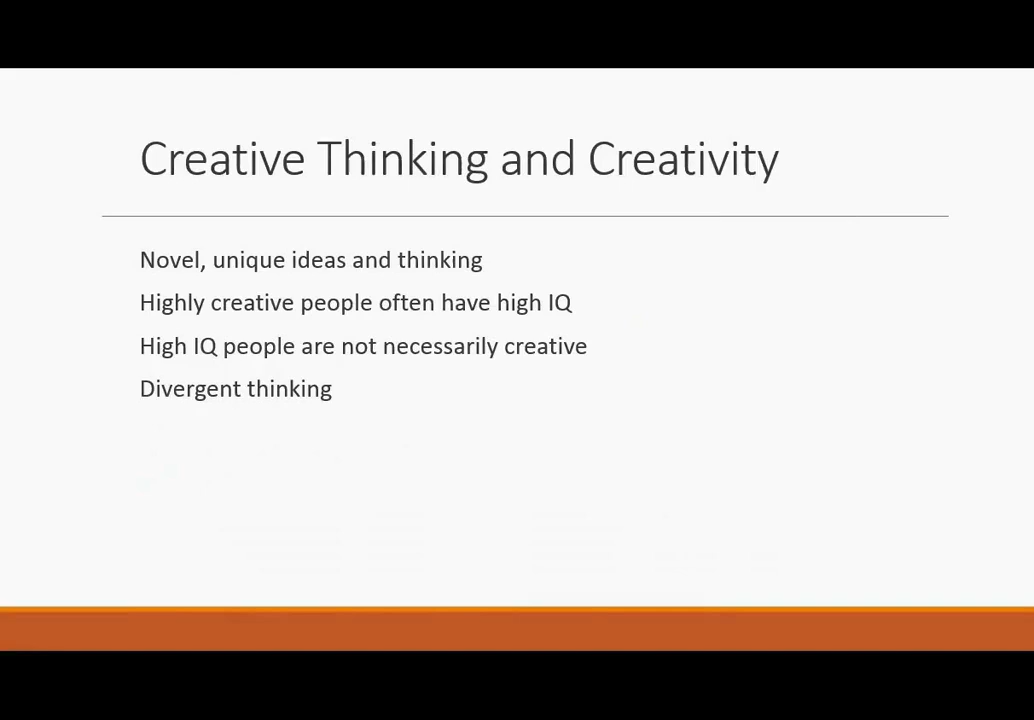 Creative Thinking and Creativity
Novel, unique ideas and thinking
Highly creative people often have high IQ
High IQ people are not necessarily creative
Divergent thinking